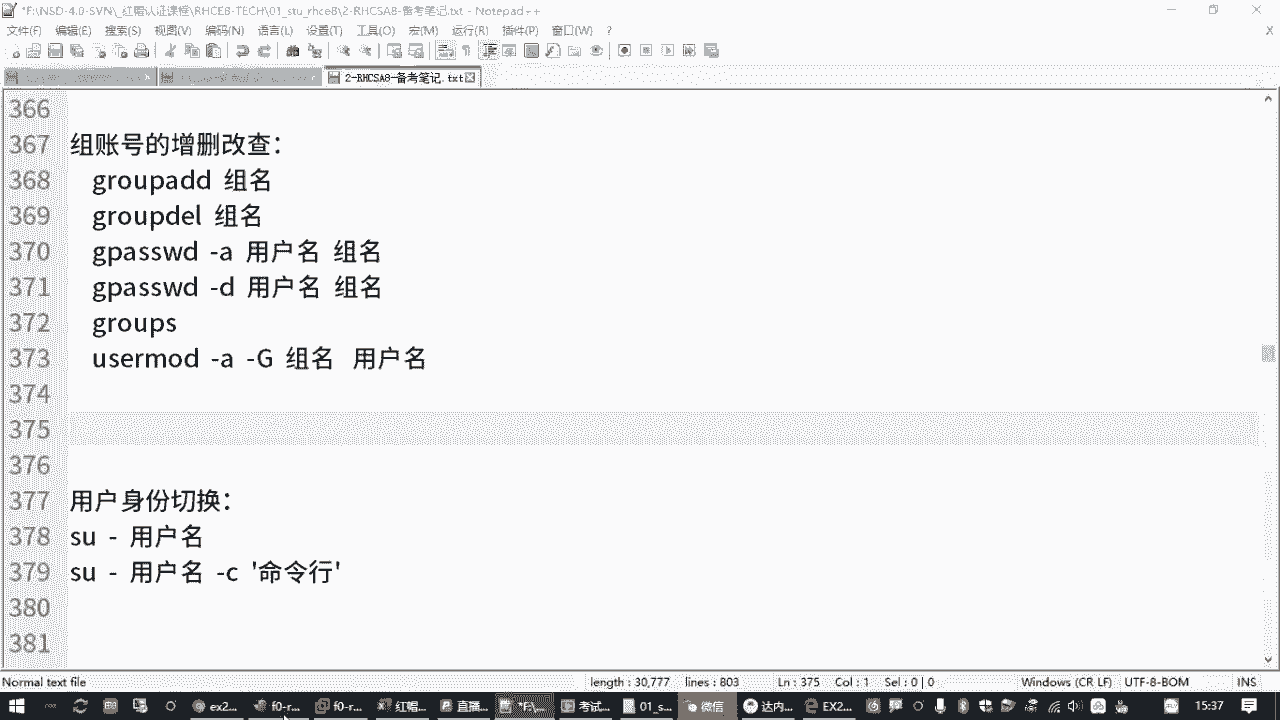 *F:\NSD-4.0-SVN\_红帽认证课程\RHCE8-TECH\01_stu_rhce8\2-RHCSA8-备考笔记.txt - Notepad++
文件(F) 编辑(E) 搜索(S) 视图(V) 编码(N) 语言(L) 设置(T) 工具(O) 宏(M) 运行(R) 插件(P) 窗口(W) ? X
2-RHCSA8-备考笔记.txt
366
367 组账号的增删改查：
368 groupadd 组名
369 groupdel 组名
370 gpasswd -a 用户名 组名
371 gpasswd -d 用户名 组名
372 groups
373 usermod -a -G 组名 用户名
374
375
376
377 用户身份切换：
378 su - 用户名
379 su - 用户名 -c '命令行'
380
381
Normal text file length : 30,777 lines : 803 Ln : 375 Col : 1 Sel : 0 | 0 Windows (CR LF) UTF-8-BOM INS
ex2... f0-r... f0-r... 红帽... 直播... *F:\... 考试... 01_s... 微信 达内... EX2... 15:37